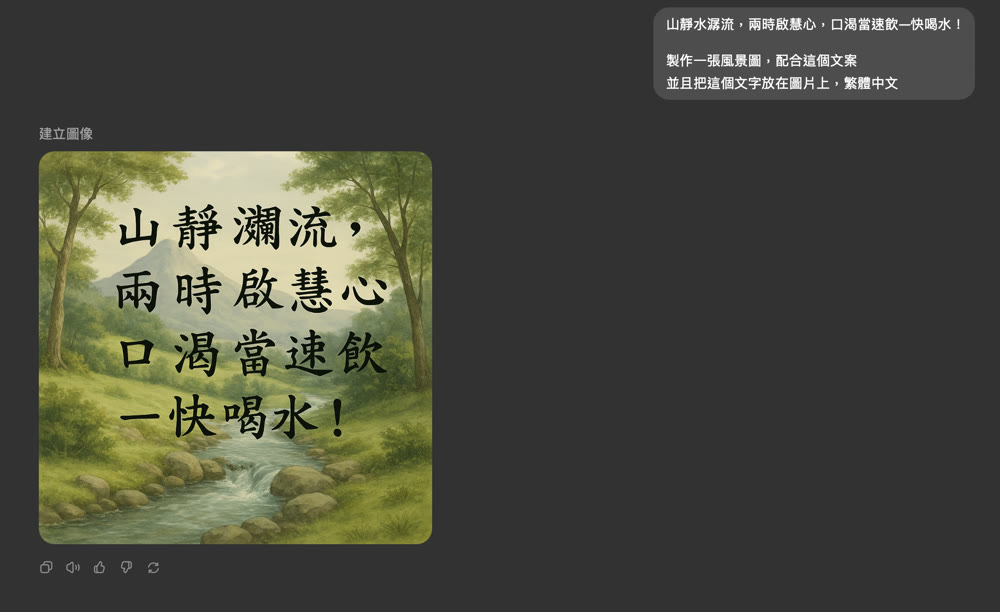 山靜水潺流，兩時啟慧心，口渴當速飲—快喝水！
製作一張風景圖，配合這個文案
並且把這個文字放在圖片上，繁體中文
建立圖像
山靜瀾流，
兩時啟慧心
口渴當速飲
一快喝水！